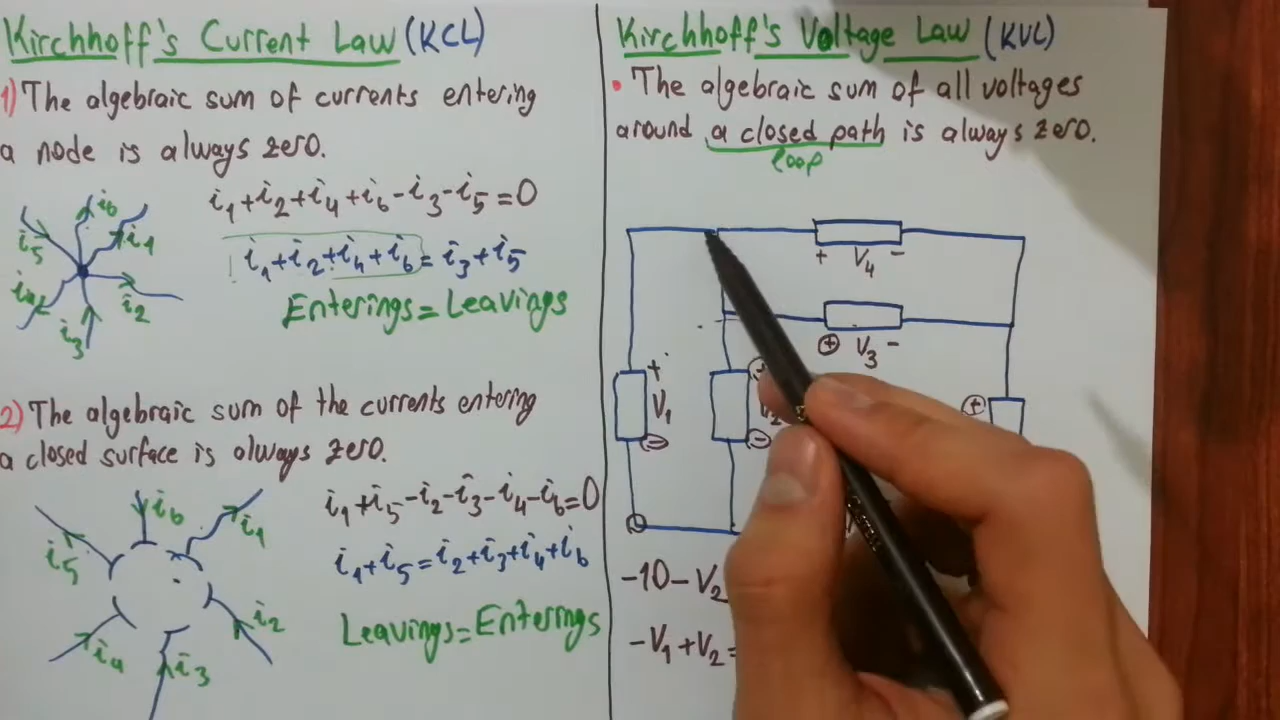 Kirchhoff's Current Law (KCL)
1) The algebraic sum of currents entering
a node is always zero.
i1+i2+i4+i6-i3-i5=0
i1+i2+i4+i6=i3+i5
Enterings=Leavings
i6
i5
i1
i4
i2
i3
2) The algebraic sum of the currents entering
a closed surface is always zero.
i1+i5-i2-i3-i4-i6=0
i1+i5=i2+i3+i4+i6
Leavings=Enterings
i6
i1
i5
i2
i4
i3
Kirchhoff's Voltage Law (KVL)
• The algebraic sum of all voltages
around a closed path is always zero.
loop
+ V4 -
+ V3 -
+
V1
-
+
V2
-
+
-10-V2
-V1+V2=